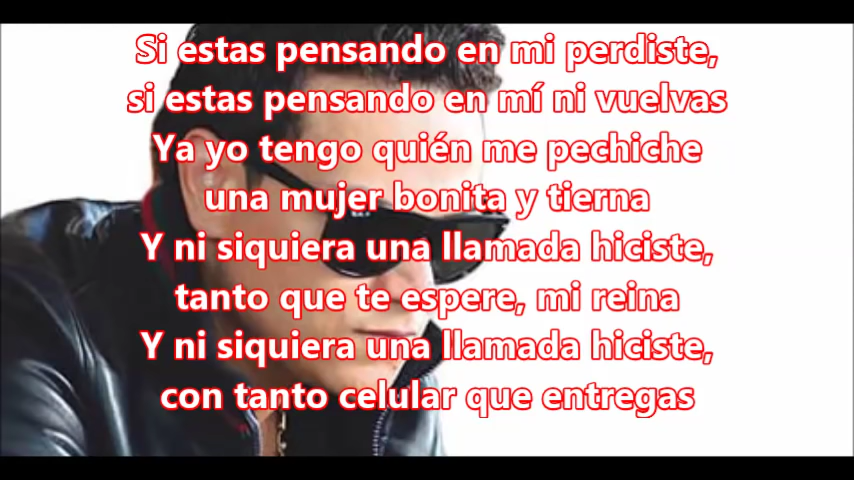 Si estas pensando en mi perdiste,
si estas pensando en mí ni vuelvas
Ya yo tengo quién me pechiche
una mujer bonita y tierna
Y ni siquiera una llamada hiciste,
tanto que te espere, mi reina
Y ni siquiera una llamada hiciste,
con tanto celular que entregas